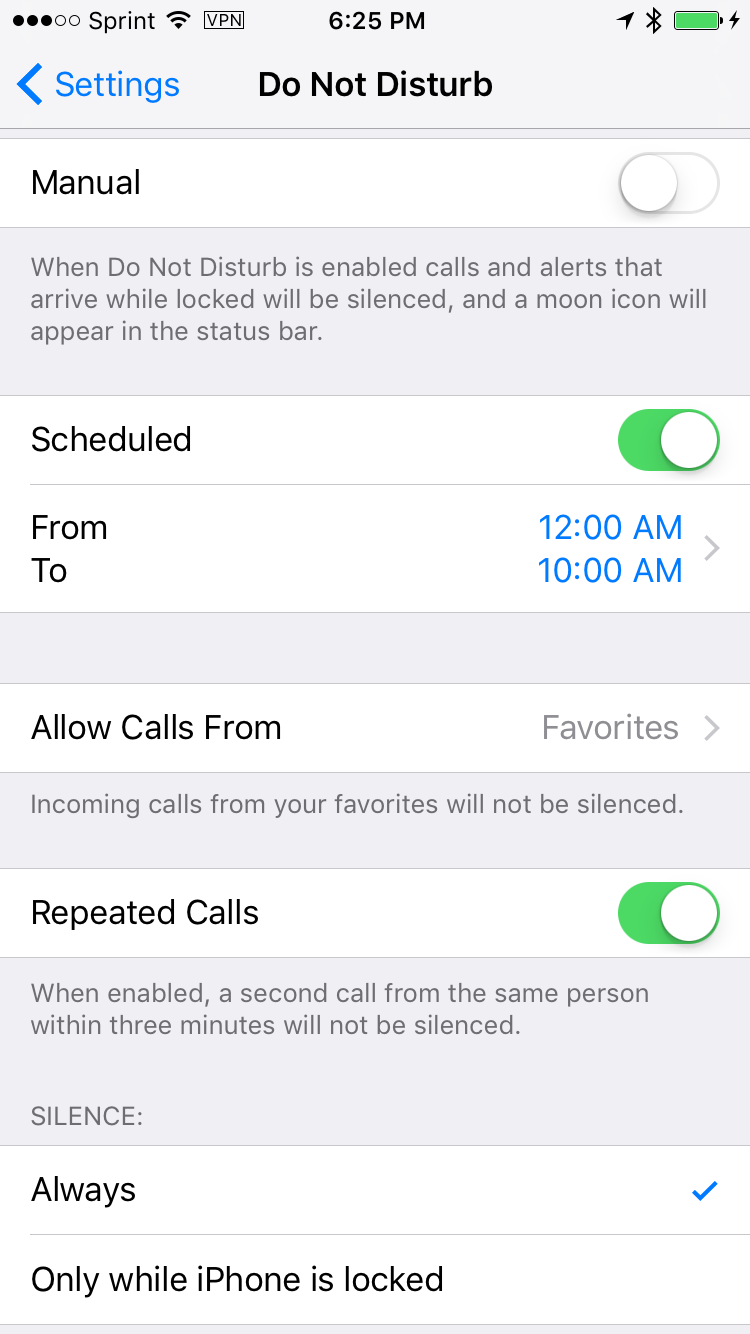 Sprint VPN 6:25 PM
Settings Do Not Disturb
Manual
When Do Not Disturb is enabled calls and alerts that
arrive while locked will be silenced, and a moon icon will
appear in the status bar.
Scheduled
From 12:00 AM
To 10:00 AM
Allow Calls From Favorites
Incoming calls from your favorites will not be silenced.
Repeated Calls
When enabled, a second call from the same person
within three minutes will not be silenced.
SILENCE:
Always
Only while iPhone is locked